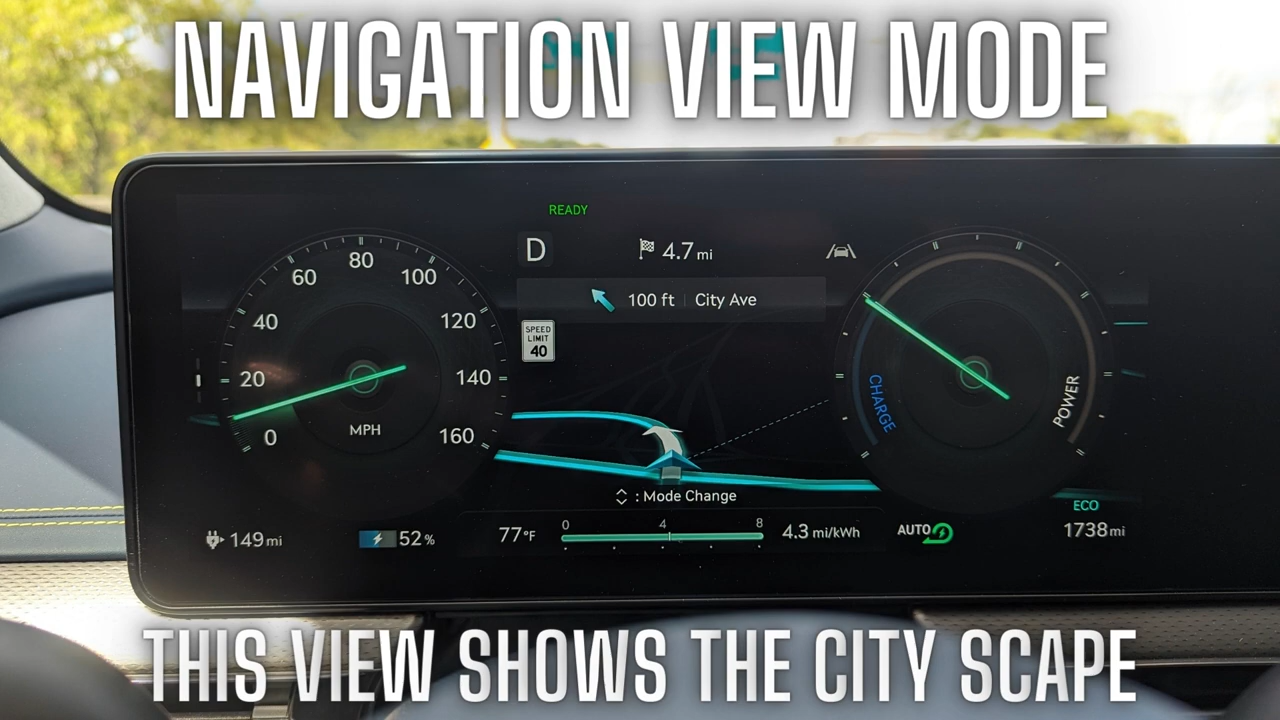 NAVIGATION VIEW MODE
READY
D
4.7 mi
100 ft | City Ave
SPEED
LIMIT
40
0
20
40
60
80
100
120
140
160
MPH
CHARGE
POWER
: Mode Change
ECO
149 mi
52 %
77°F
0 4 8
4.3 mi/kWh
AUTO
1738 mi
THIS VIEW SHOWS THE CITY SCAPE